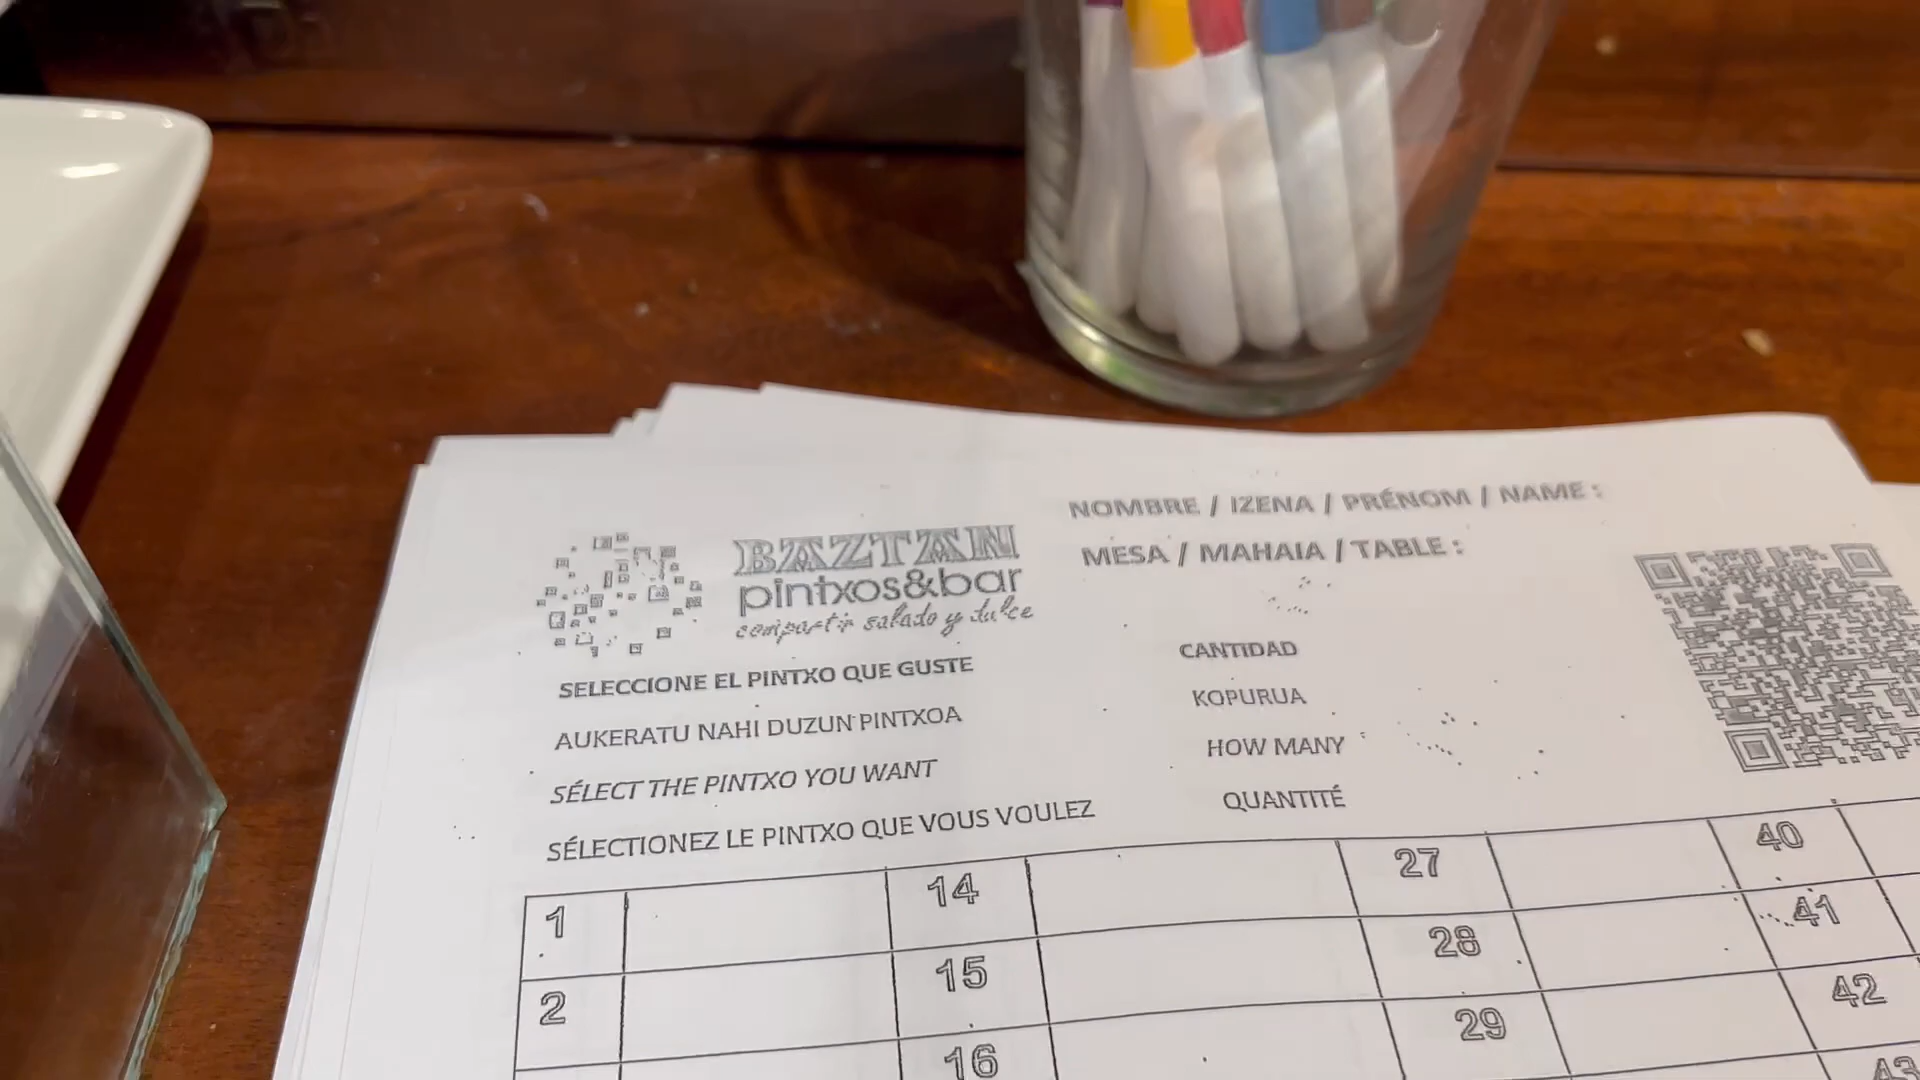 BAZTAN
pintxos&bar
compartir salado y dulce
NOMBRE / IZENA / PRÉNOM / NAME :
MESA / MAHAIA / TABLE :
SELECCIONE EL PINTXO QUE GUSTE
AUKERATU NAHI DUZUN PINTXOA
SÉLECT THE PINTXO YOU WANT
SÉLECTIONEZ LE PINTXO QUE VOUS VOULEZ
CANTIDAD
KOPURUA
HOW MANY
QUANTITÉ
1 14 27 40
2 15 28 41
16 29 42
43